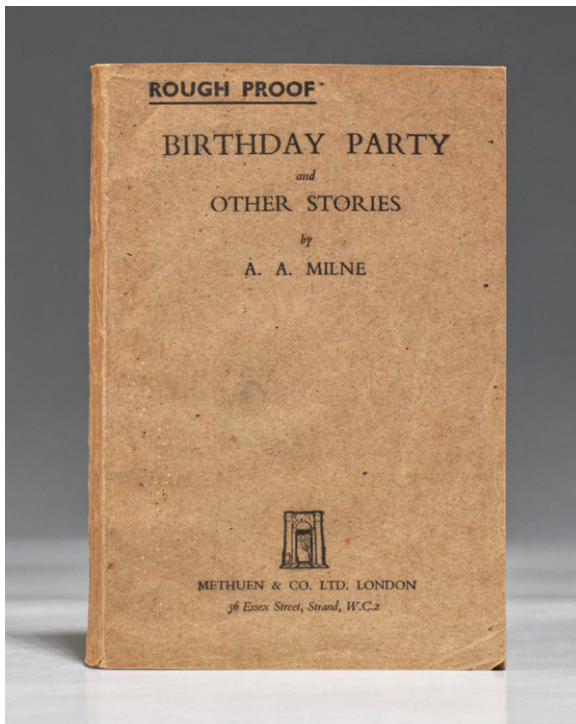 ROUGH PROOF
BIRTHDAY PARTY
and
OTHER STORIES
by
A. A. MILNE
METHUEN & CO. LTD. LONDON
36 Essex Street, Strand, W.C.2